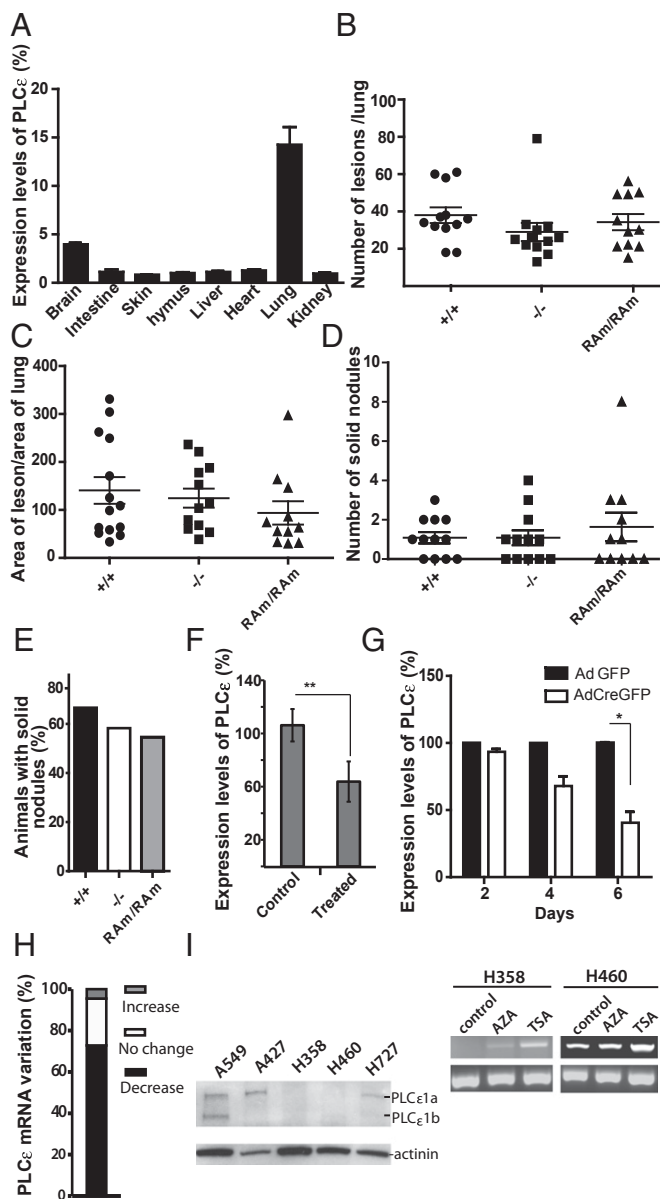 A
Expression levels of PLCε (%)
20
15
10
5
0
Brain
Intestine
Skin
hymus
Liver
Heart
Lung
Kidney
B
Number of lesions /lung
100
80
60
40
20
+/+
-/-
RAm/RAm
C
Area of leson/area of lung
400
300
200
100
0
+/+
-/-
RAm/RAm
D
Number of solid nodules
10
8
6
4
2
0
+/+
-/-
RAm/RAm
E
Animals with solid
nodules (%)
80
60
40
20
0
+/+
-/-
RAm/RAm
F
Expression levels of PLCε (%)
140
100
60
20
**
Control
Treated
G
Expression levels of PLCε (%)
150
100
50
0
Ad GFP
AdCreGFP
*
2
4
6
Days
H
PLCε mRNA variation (%)
100
80
60
40
20
0
Increase
No change
Decrease
I
A549
A427
H358
H460
H727
PLCε1a
PLCε1b
actinin
H358
H460
control
AZA
TSA
control
AZA
TSA